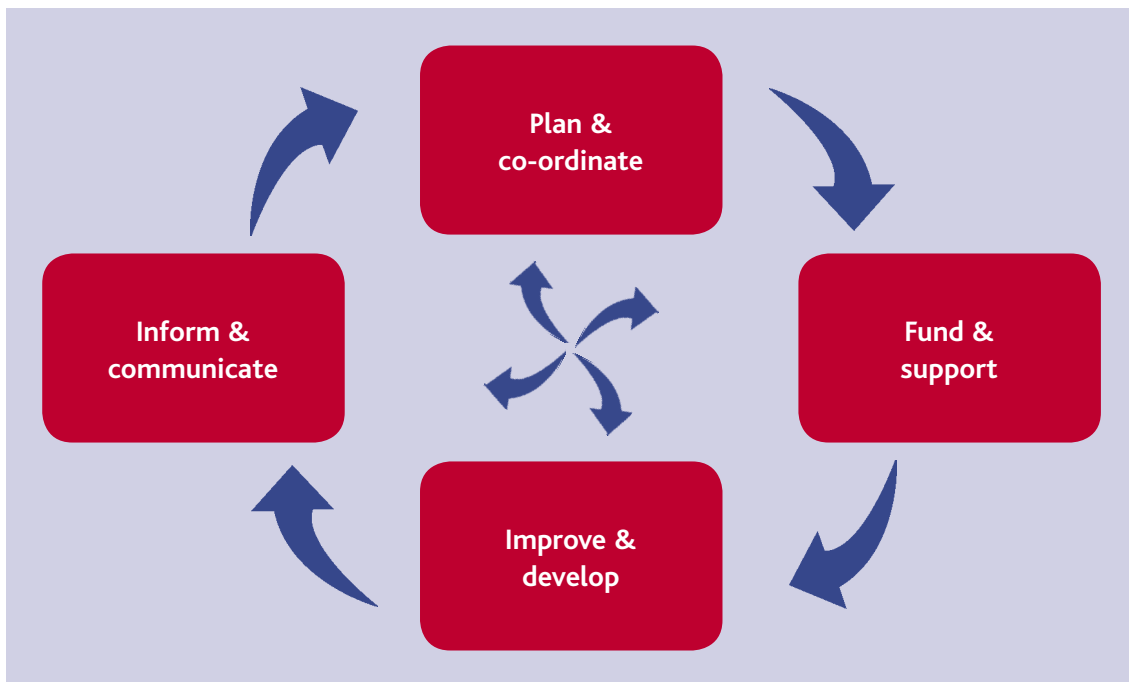 Plan &
co-ordinate
Inform &
communicate
Fund &
support
Improve &
develop